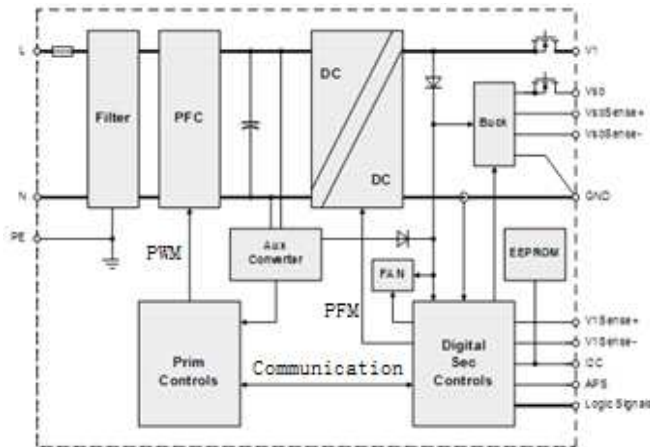 L
V1
DC
Vsb
Filter
PFC
Buck
VsbSense+
VsbSense-
DC
N
GND
PE
PWM
Aux
Converter
EEPROM
FAN
PFM
V1Sense+
Prim
Controls
Communication
Digital
Sec
Controls
V1Sense-
I2C
APS
Logic Signals